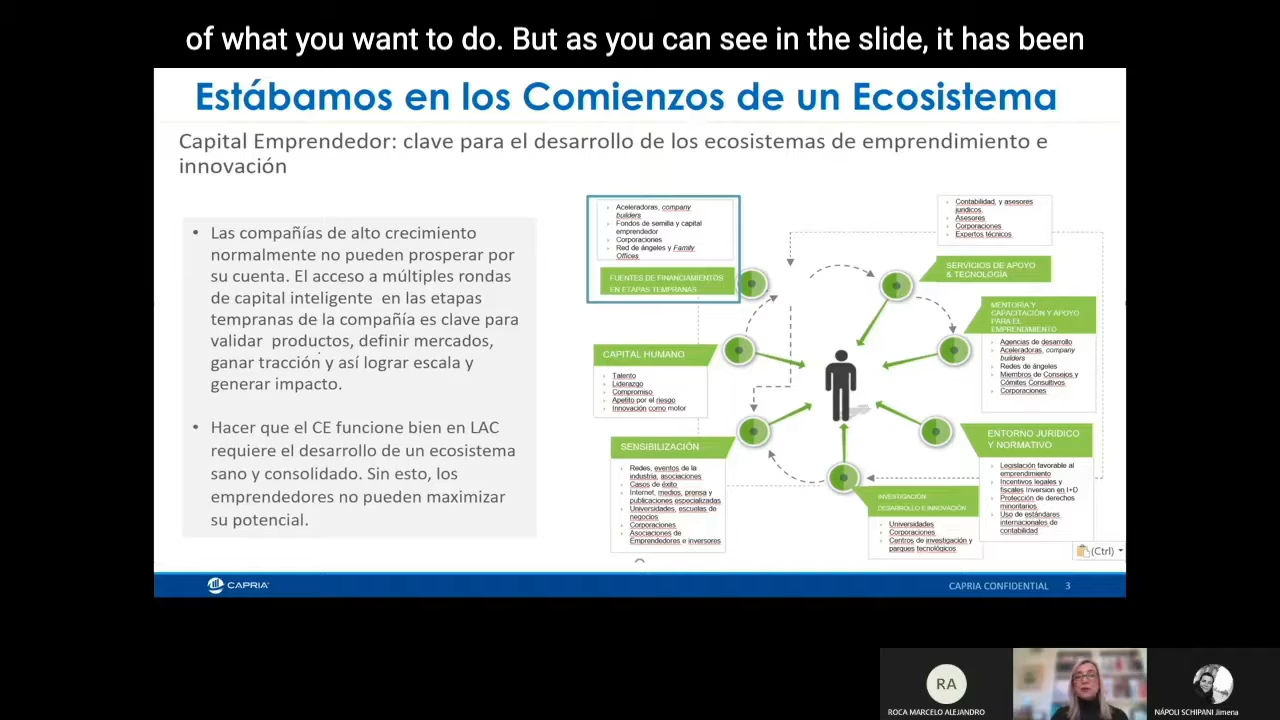 of what you want to do. But as you can see in the slide, it has been
Estábamos en los Comienzos de un Ecosistema
Capital Emprendedor: clave para el desarrollo de los ecosistemas de emprendimiento e
innovación
• Las compañías de alto crecimiento
normalmente no pueden prosperar por
su cuenta. El acceso a múltiples rondas
de capital inteligente en las etapas
tempranas de la compañía es clave para
validar productos, definir mercados,
ganar tracción y así lograr escala y
generar impacto.
• Hacer que el CE funcione bien en LAC
requiere el desarrollo de un ecosistema
sano y consolidado. Sin esto, los
emprendedores no pueden maximizar
su potencial.
Aceleradoras, company
builders
Fondos de semilla y capital
emprendedor
Corporaciones
Red de ángeles y Family
Offices
FUENTES DE FINANCIAMIENTOS
EN ETAPAS TEMPRANAS
Contabilidad, y asesores
jurídicos
Asesores
Corporaciones
Expertos técnicos
SERVICIOS DE APOYO
& TECNOLOGIA
MENTORÍA Y
CAPACITACIÓN Y APOYO
PARA EL
EMPRENDIMIENTO
Agencias de desarrollo
Aceleradoras, company
builders
Redes de ángeles
Miembros de Consejos y
Cómites Consultivos
Corporaciones
CAPITAL HUMANO
Talento
Liderazgo
Compromiso
Apetito por el riesgo
Innovación como motor
SENSIBILIZACIÓN
Redes, eventos de la
industria, asociaciones
Casos de éxito
Internet, medios, prensa y
publicaciones especializadas
Universidades, escuelas de
negocios
Corporaciones
Asociaciones de
Emprendedores e inversores
ENTORNO JURÍDICO
Y NORMATIVO
Legislación favorable al
emprendimiento
Incentivos legales y
fiscales Inversion en I+D
Protección de derechos
minoritarios
Uso de estándares
internacionales de
contabilidad
INVESTIGACIÓN
DESARROLLO E INNOVACIÓN
Universidades
Corporaciones
Centros de investigación y
parques tecnológicos
(Ctrl)
CAPRIA
CAPRIA CONFIDENTIAL 3
RA
ROCA MARCELO ALEJANDRO
NÁPOLI SCHIPANI Jimena